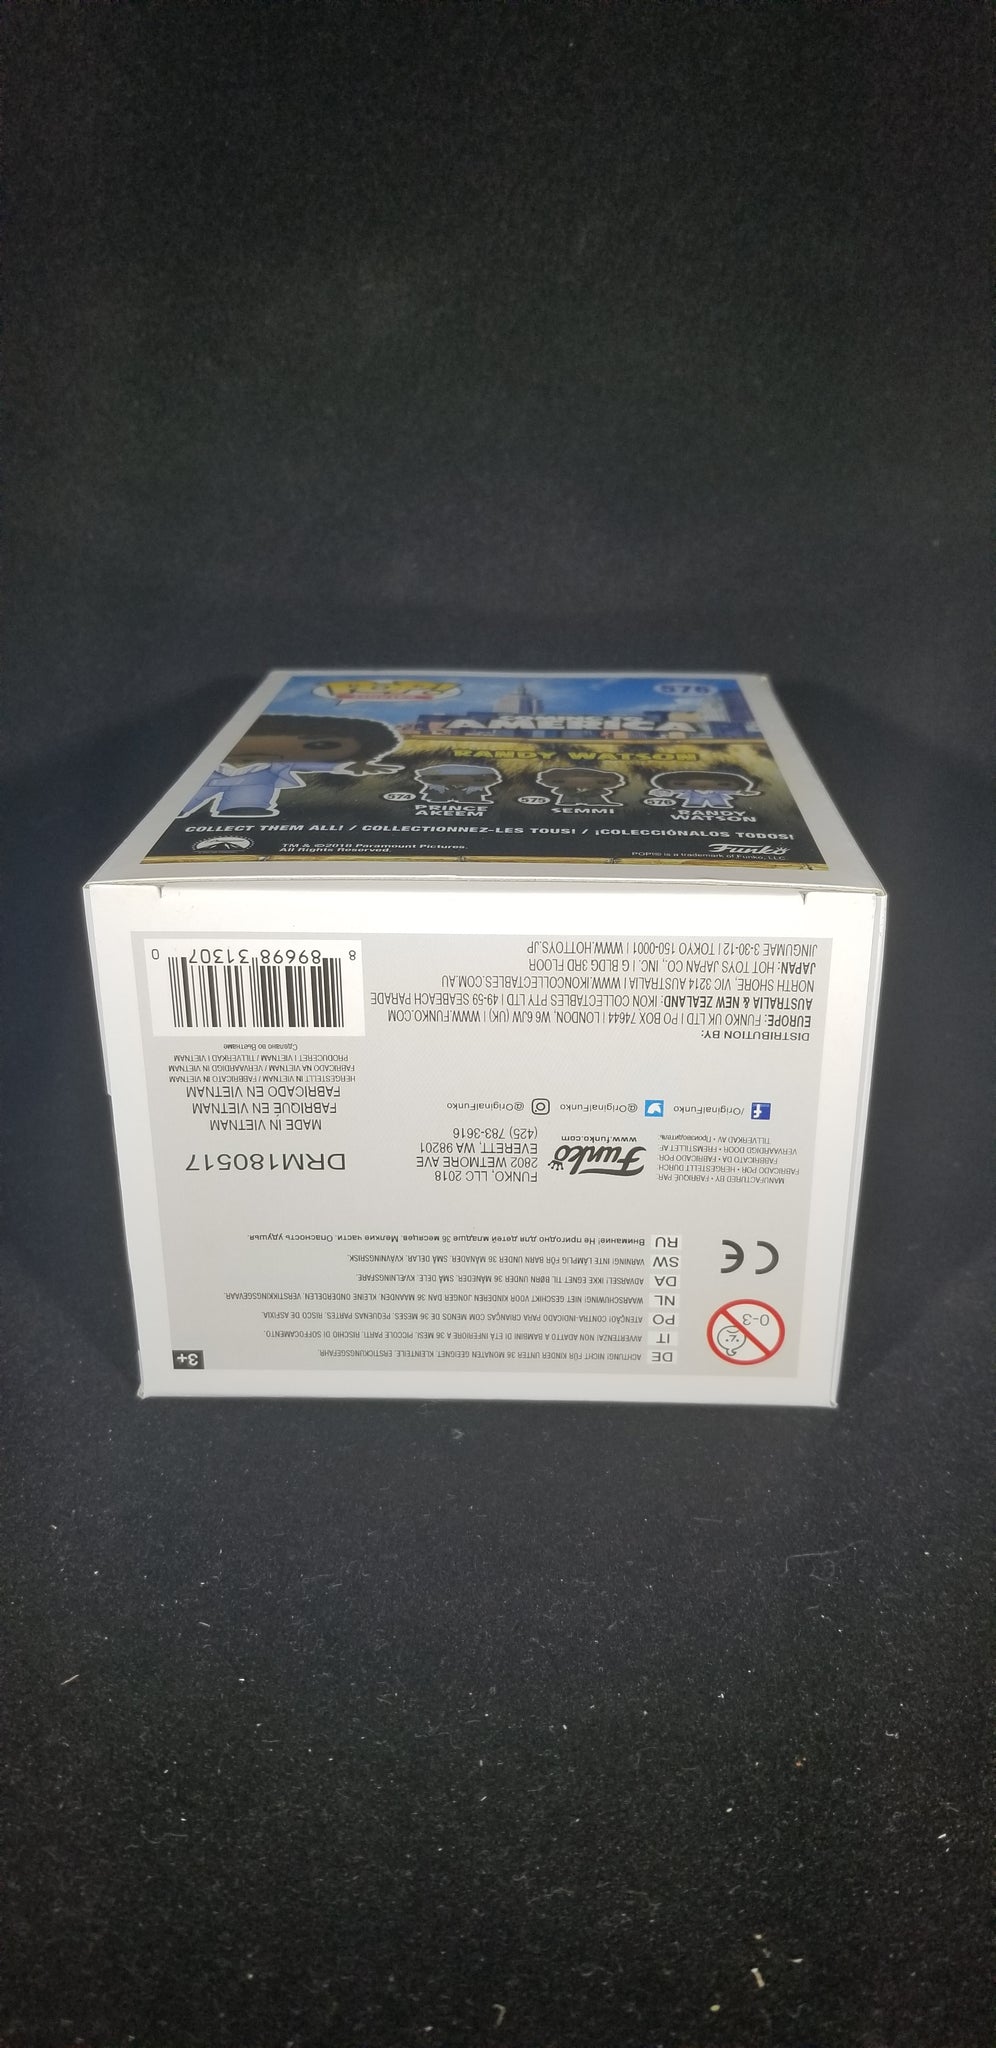 POP!
576
COMING TO
AMERICA
RANDY WATSON
574
PRINCE
AKEEM
575
SEMMI
576
RANDY
WATSON
COLLECT THEM ALL! / COLLECTIONNEZ-LES TOUS! / ¡COLECCIÓNALOS TODOS!
TM & ©2018 Paramount Pictures.
All Rights Reserved.
Funko
POP!® is a trademark of Funko, LLC.
3+
DE ACHTUNG! NICHT FÜR KINDER UNTER 36 MONATEN GEEIGNET. KLEINTEILE. ERSTICKUNGSGEFAHR.
IT AVVERTENZA! NON ADATTO A BAMBINI DI ETÀ INFERIORE A 36 MESI. PICCOLE PARTI. RISCHIO DI SOFFOCAMENTO.
PO ATENÇÃO! CONTRA-INDICADO PARA CRIANÇAS COM MENOS DE 36 MESES. PEQUENAS PARTES. RISCO DE ASFIXIA.
NL WAARSCHUWING! NIET GESCHIKT VOOR KINDEREN JONGER DAN 36 MAANDEN. KLEINE ONDERDELEN. VERSTIKKINGSGEVAAR.
DA ADVARSEL! IKKE EGNET TIL BØRN UNDER 36 MÅNEDER. SMÅ DELE. KVÆLNINGSFARE.
SW VARNING! INTE LÄMPLIG FÖR BARN UNDER 36 MÅNADER. DELAR. SMÅ DELAR. KVÄVNINGSRISK.
RU Внимание! Не пригодно для детей младше 36 месяцев. Мелкие части. Опасность удушья.
0-3
CE
MANUFACTURED BY • FABRIQUÉ PAR:
POR FABRICADO • HERGESTELLT DURCH:
FABBRICATO DA • FABRICADO POR:
VERVAARDIGD DOOR • FREMSTILLET AF:
TILLVERKAD AV • Производитель:
Funko
www.funko.com
FUNKO, LLC 2018
2802 WETMORE AVE
EVERETT, WA 98201
(425) 783-3616
/OriginalFunko
@OriginalFunko
@OriginalFunko
DRM180517
MADE IN VIETNAM
FABRIQUÉ EN VIETNAM
FABRICADO EN VIETNAM
HERGESTELLT IN VIETNAM / FABBRICATO IN VIETNAM
FABRICADO NA VIETNAM / VERVAARDIGD IN VIETNAM
PRODUCERET I VIETNAM / TILLVERKAD I VIETNAM
Сделано во Вьетнаме
DISTRIBUTION BY:
EUROPE: FUNKO UK LTD | PO BOX 74644 | LONDON, W6 6JW (UK) | WWW.FUNKO.COM
AUSTRALIA & NEW ZEALAND: IKON COLLECTABLES PTY LTD | 49-59 SEABEACH PARADE
NORTH SHORE, VIC 3214 AUSTRALIA | WWW.IKONCOLLECTABLES.COM.AU
JAPAN: HOT TOYS JAPAN CO., INC. | G BLDG 3RD FLOOR
JINGUMAE 3-30-12 | TOKYO 150-0001 | WWW.HOTTOYS.JP
8 89698 31307 0